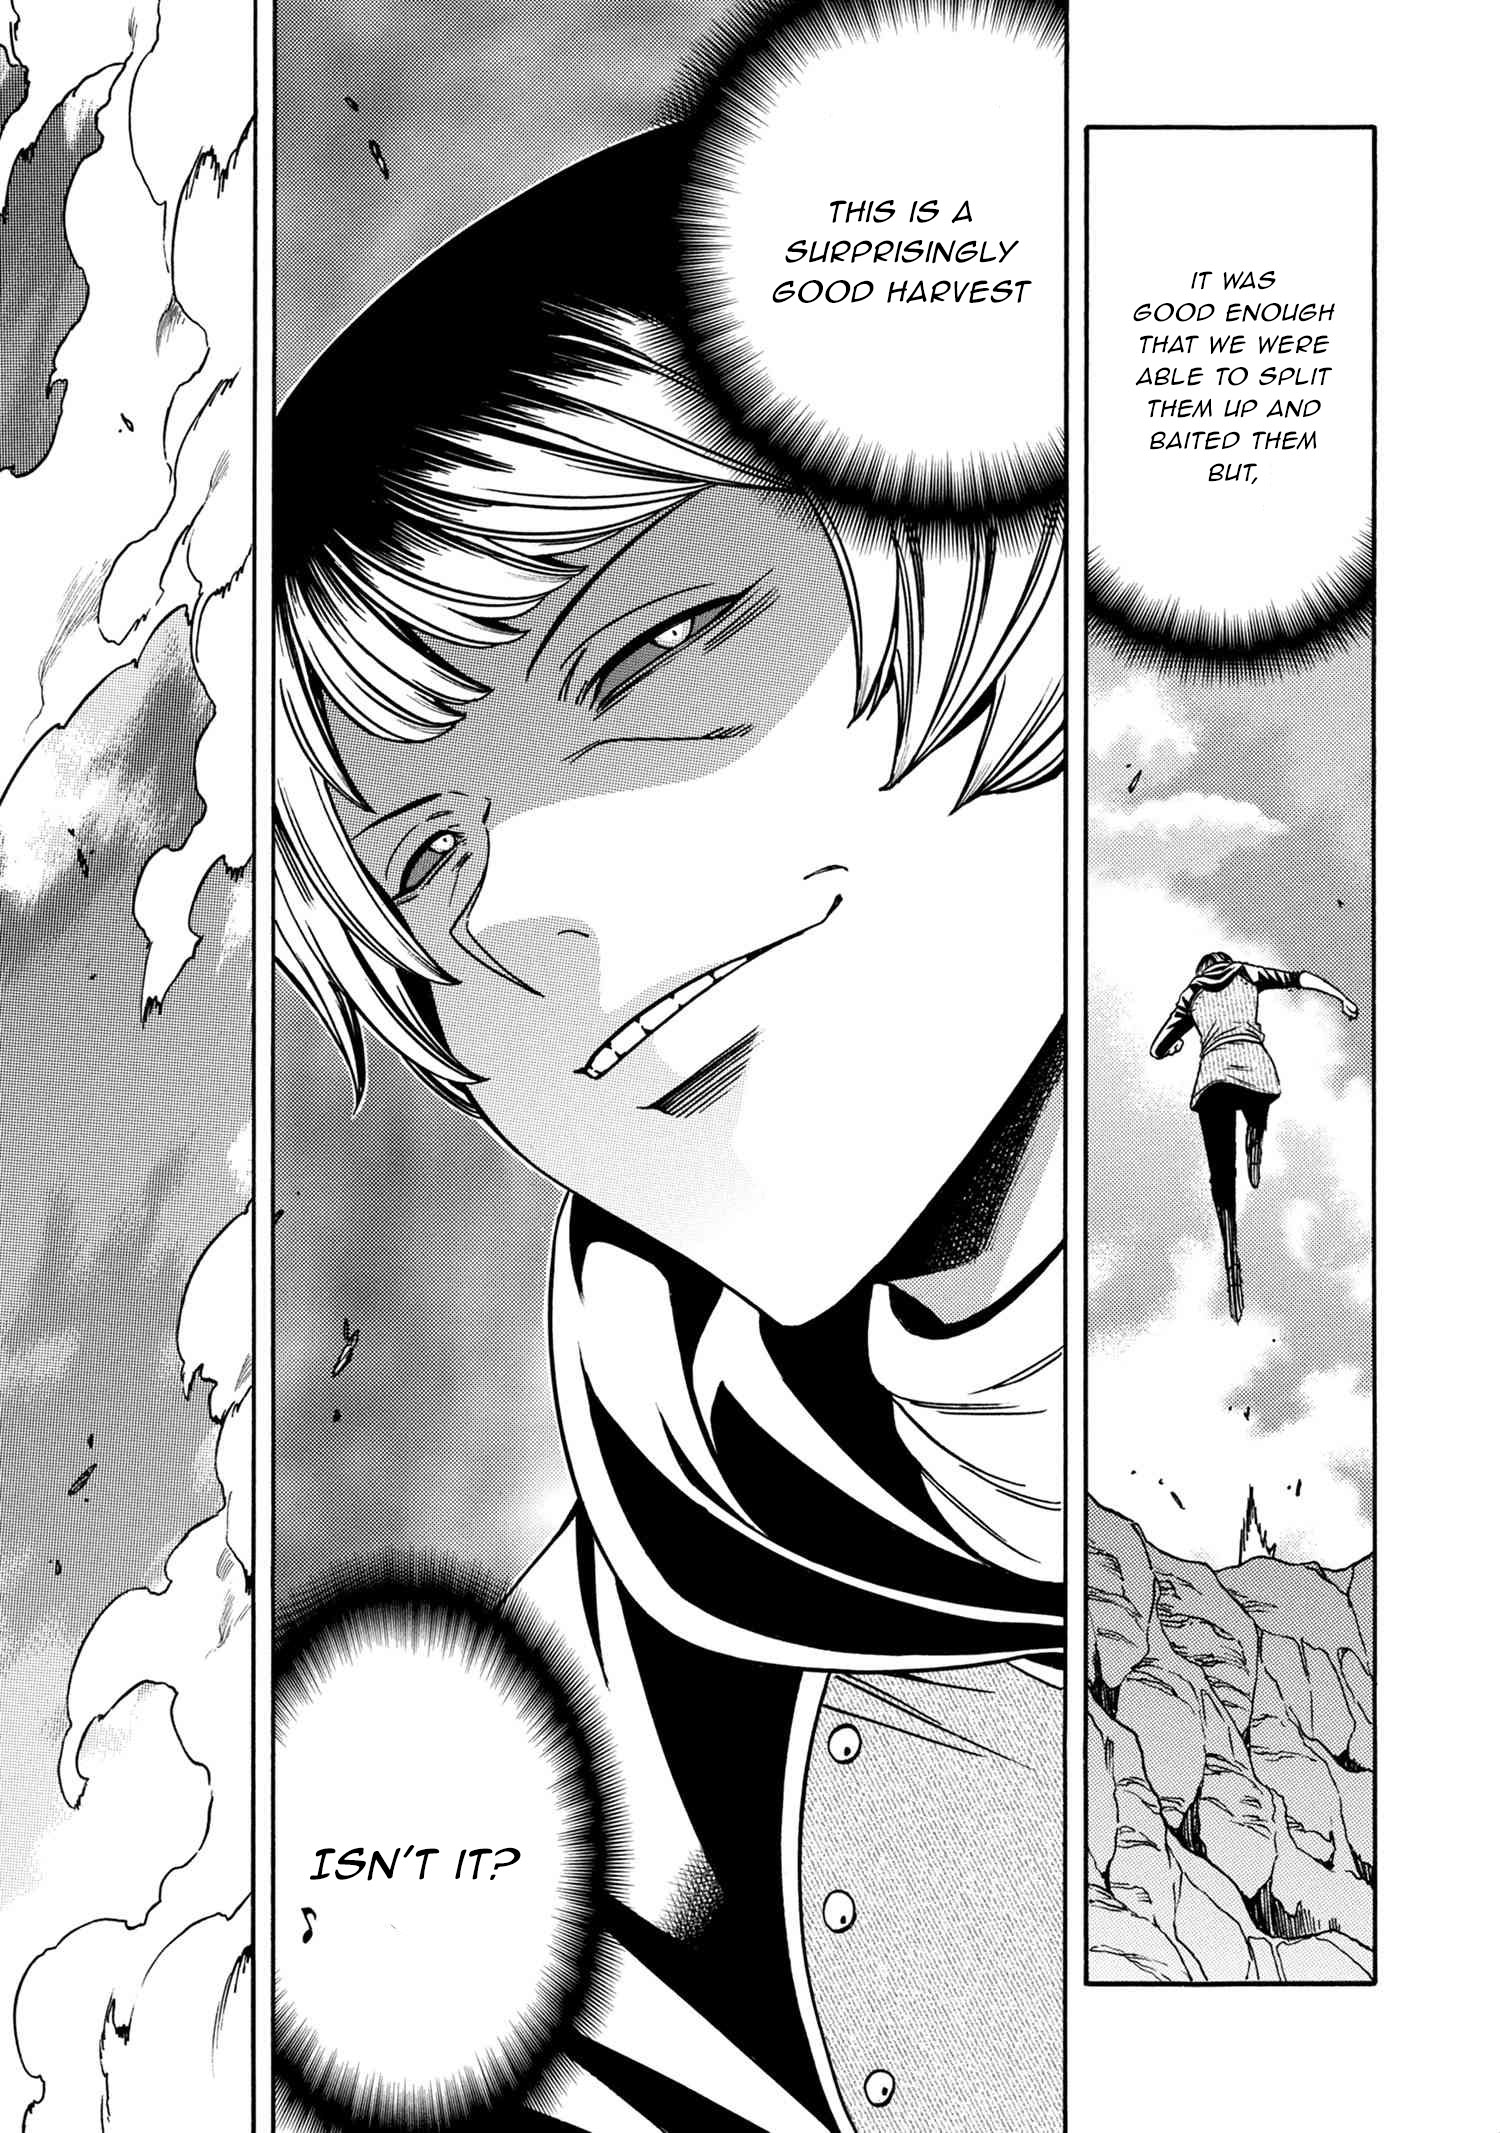 IT WAS
GOOD ENOUGH
THAT WE WERE
ABLE TO SPLIT
THEM UP AND
BAITED THEM
BUT,
THIS IS A
SURPRISINGLY
GOOD HARVEST
ISN'T IT?
♪